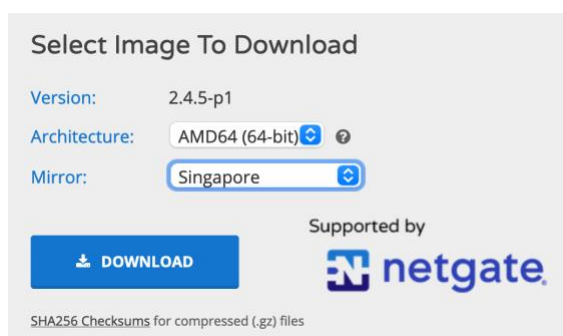 Select Image To Download
Version: 2.4.5-p1
Architecture: AMD64 (64-bit)
Mirror: Singapore
Supported by
DOWNLOAD
netgate
SHA256 Checksums for compressed (.gz) files